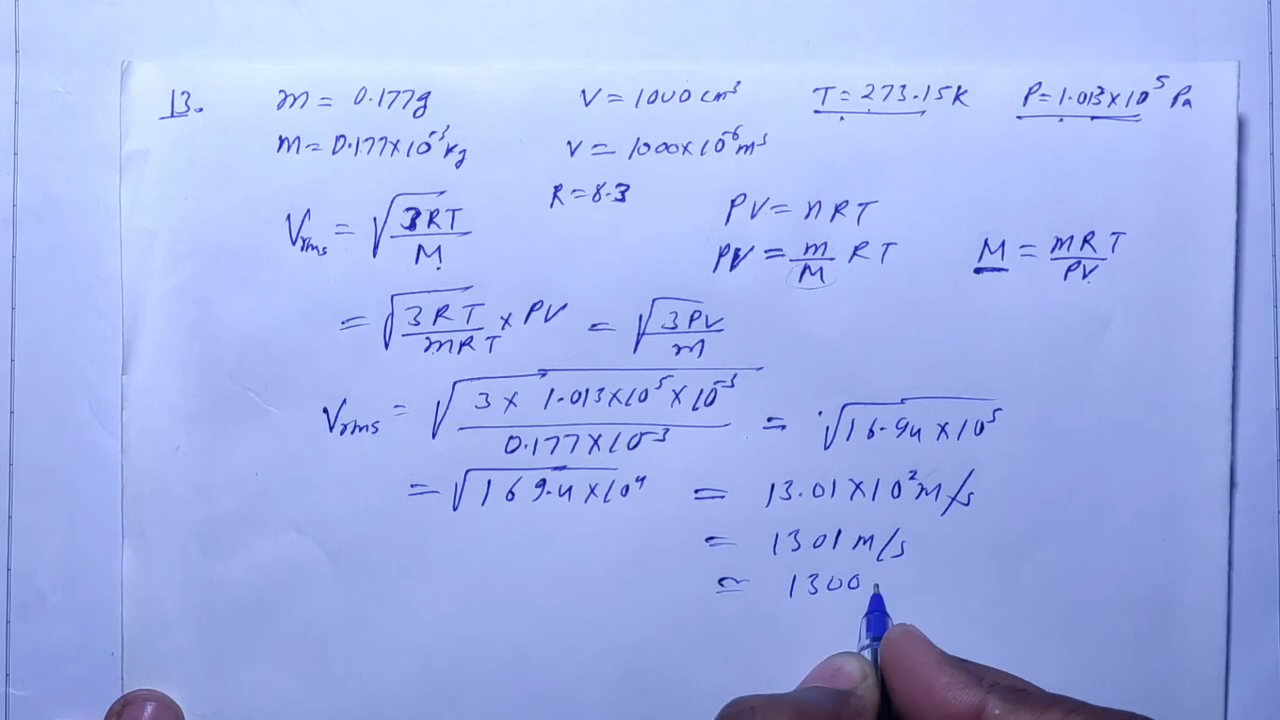 13. m = 0.177g V = 1000 cm³ T = 273.15K P = 1.013×10⁵ Pa
m = 0.177×10⁻³ kg V = 1000×10⁻⁶ m³
R = 8.3
Vrms = √(3RT/M) PV = nRT
PV = m/M RT M = mRT/PV
= √(3RT/mRT × PV) = √(3PV/m)
Vrms = √(3 × 1.013×10⁵×10⁻³/0.177×10⁻³) = √(16.94×10⁵)
= √(169.4×10⁴) = 13.01×10² m/s
= 1301 m/s
≃ 1300